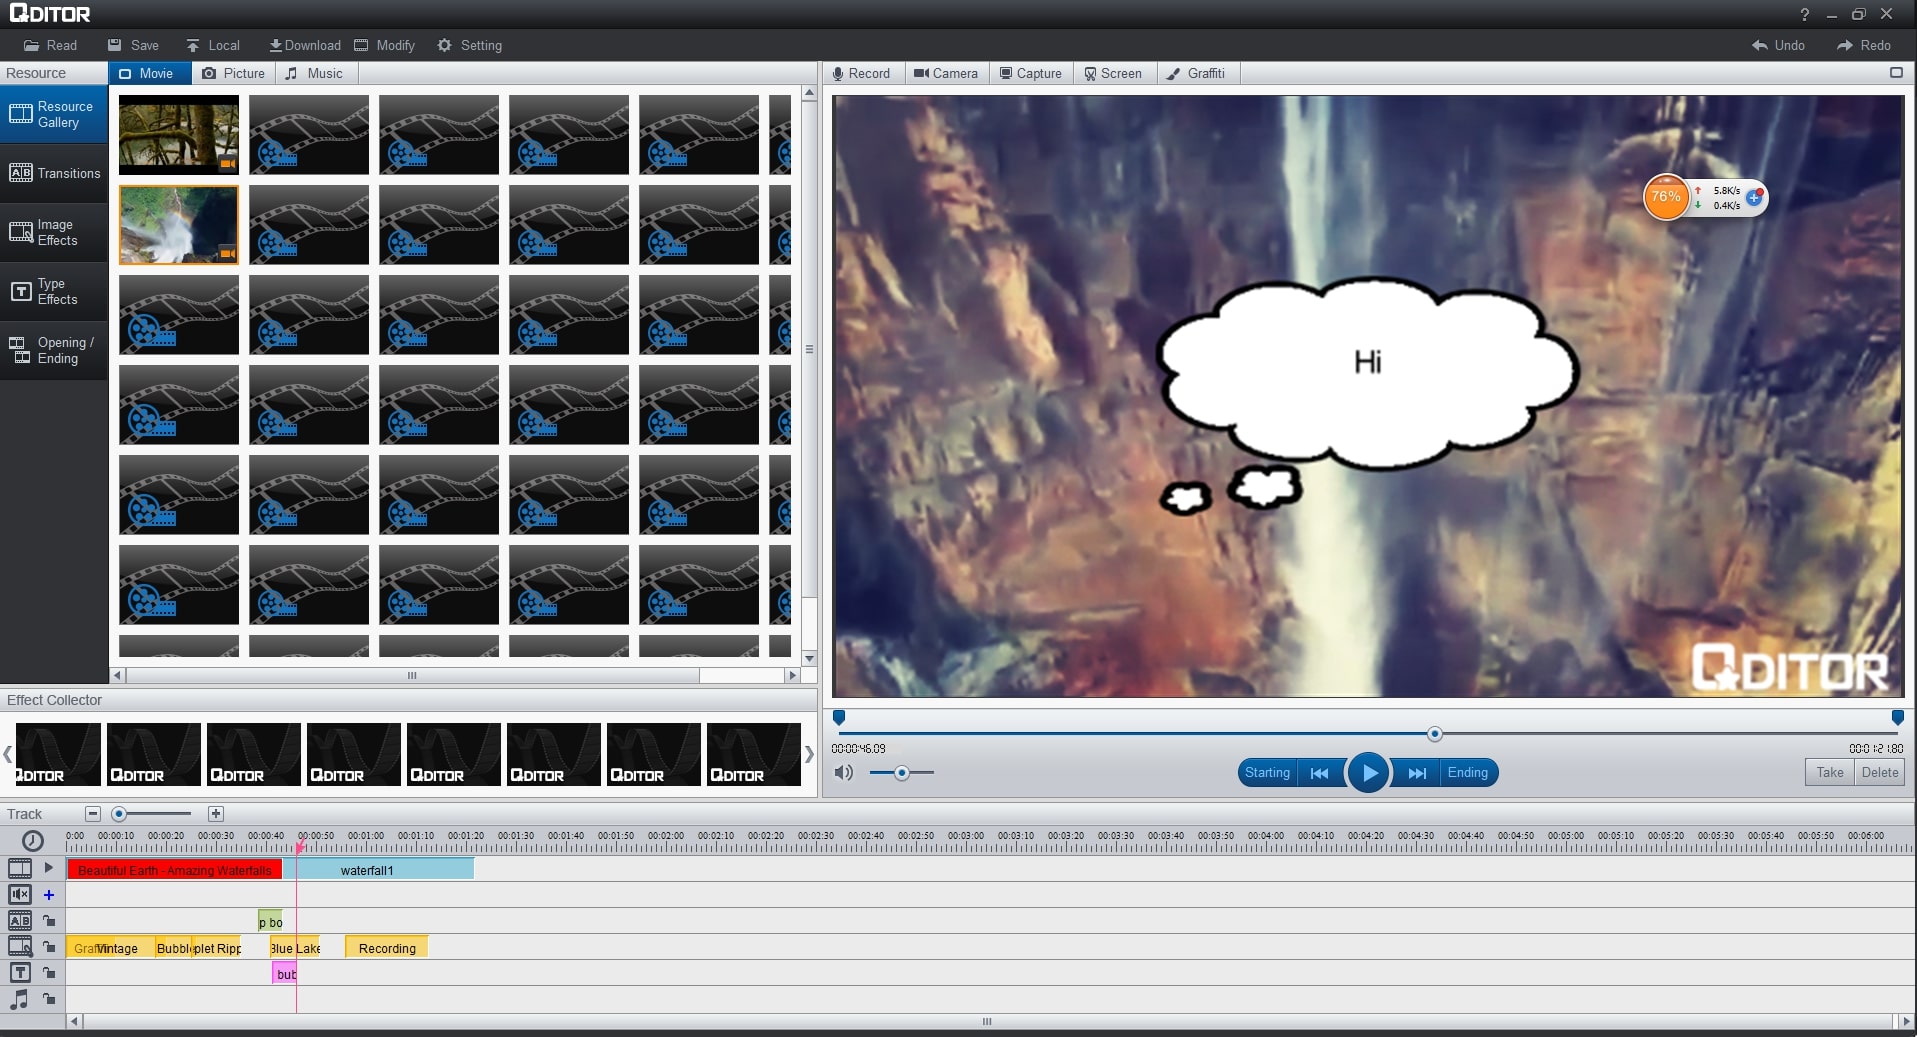 QDITOR
Read Save Local Download Modify Setting Undo Redo
Resource Movie Picture Music Record Camera Capture Screen Graffiti
Resource
Gallery
Transitions
Image
Effects
Type
Effects
Opening /
Ending
76% 5.8K/s
0.4K/s
Hi
QDITOR
Effect Collector
QDITOR QDITOR QDITOR QDITOR QDITOR QDITOR QDITOR QDITOR
00:00:46.09 00:01:21.80
Starting Ending Take Delete
Track
0:00 00:00:10 00:00:20 00:00:30 00:00:40 00:00:50 00:01:00 00:01:10 00:01:20 00:01:30 00:01:40 00:01:50 00:02:00 00:02:10 00:02:20 00:02:30 00:02:40 00:02:50 00:03:00 00:03:10 00:03:20 00:03:30 00:03:40 00:03:50 00:04:00 00:04:10 00:04:20 00:04:30 00:04:40 00:04:50 00:05:00 00:05:10 00:05:20 00:05:30 00:05:40 00:05:50 00:06:00
Beautiful Earth - Amazing Waterfalls waterfall1
AB p bo
Vintage Bubbl plet Ripp Blue Lake Recording
T bub